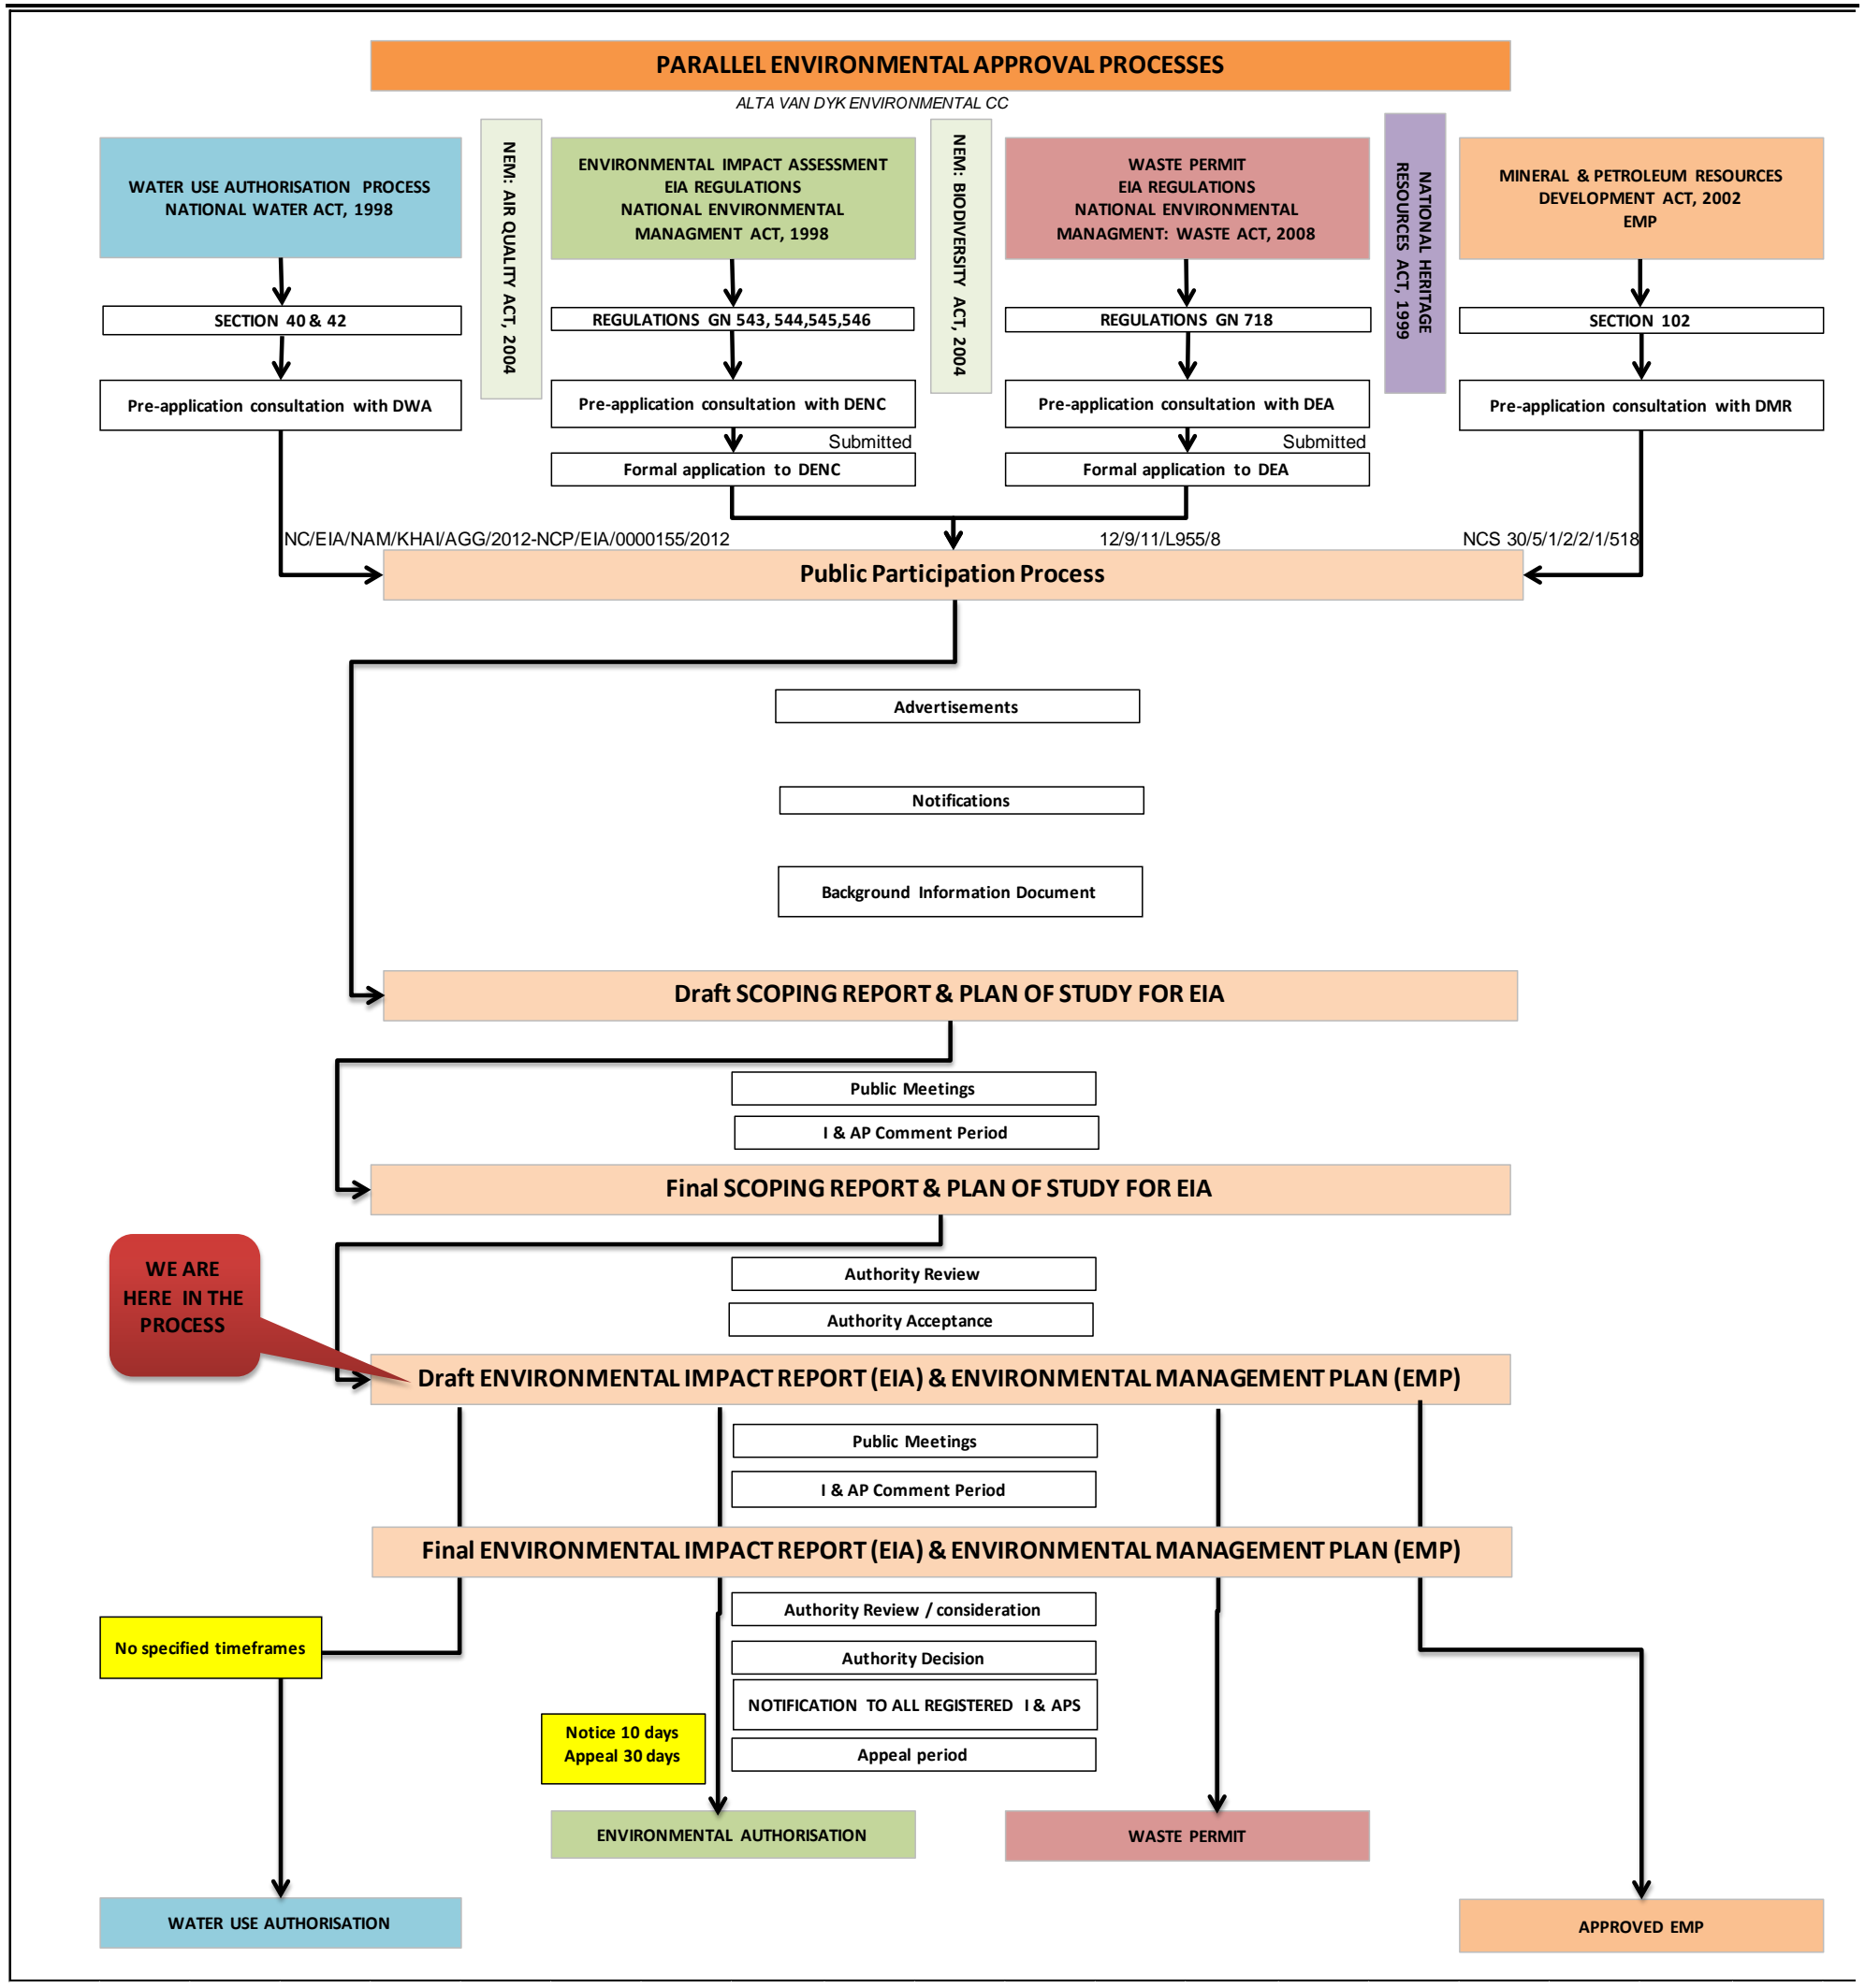 PARALLEL ENVIRONMENTAL APPROVAL PROCESSES
ALTA VAN DYK ENVIRONMENTAL CC
WATER USE AUTHORISATION PROCESS
NATIONAL WATER ACT, 1998
NEM: AIR QUALITY ACT, 2004
ENVIRONMENTAL IMPACT ASSESSMENT
EIA REGULATIONS
NATIONAL ENVIRONMENTAL
MANAGMENT ACT, 1998
NEM: BIODIVERSITY ACT, 2004
WASTE PERMIT
EIA REGULATIONS
NATIONAL ENVIRONMENTAL
MANAGMENT: WASTE ACT, 2008
NATIONAL HERITAGE
RESOURCES ACT, 1999
MINERAL & PETROLEUM RESOURCES
DEVELOPMENT ACT, 2002
EMP
SECTION 40 & 42
REGULATIONS GN 543, 544,545,546
REGULATIONS GN 718
SECTION 102
Pre-application consultation with DWA
Pre-application consultation with DENC
Pre-application consultation with DEA
Pre-application consultation with DMR
Submitted
Submitted
Formal application to DENC
Formal application to DEA
NC/EIA/NAM/KHAI/AGG/2012-NCP/EIA/0000155/2012
12/9/11/L955/8
NCS 30/5/1/2/2/1/518
Public Participation Process
Advertisements
Notifications
Background Information Document
Draft SCOPING REPORT & PLAN OF STUDY FOR EIA
Public Meetings
I & AP Comment Period
Final SCOPING REPORT & PLAN OF STUDY FOR EIA
WE ARE
HERE IN THE
PROCESS
Authority Review
Authority Acceptance
Draft ENVIRONMENTAL IMPACT REPORT (EIA) & ENVIRONMENTAL MANAGEMENT PLAN (EMP)
Public Meetings
I & AP Comment Period
Final ENVIRONMENTAL IMPACT REPORT (EIA) & ENVIRONMENTAL MANAGEMENT PLAN (EMP)
Authority Review / consideration
No specified timeframes
Authority Decision
NOTIFICATION TO ALL REGISTERED I & APS
Notice 10 days
Appeal 30 days
Appeal period
ENVIRONMENTAL AUTHORISATION
WASTE PERMIT
WATER USE AUTHORISATION
APPROVED EMP